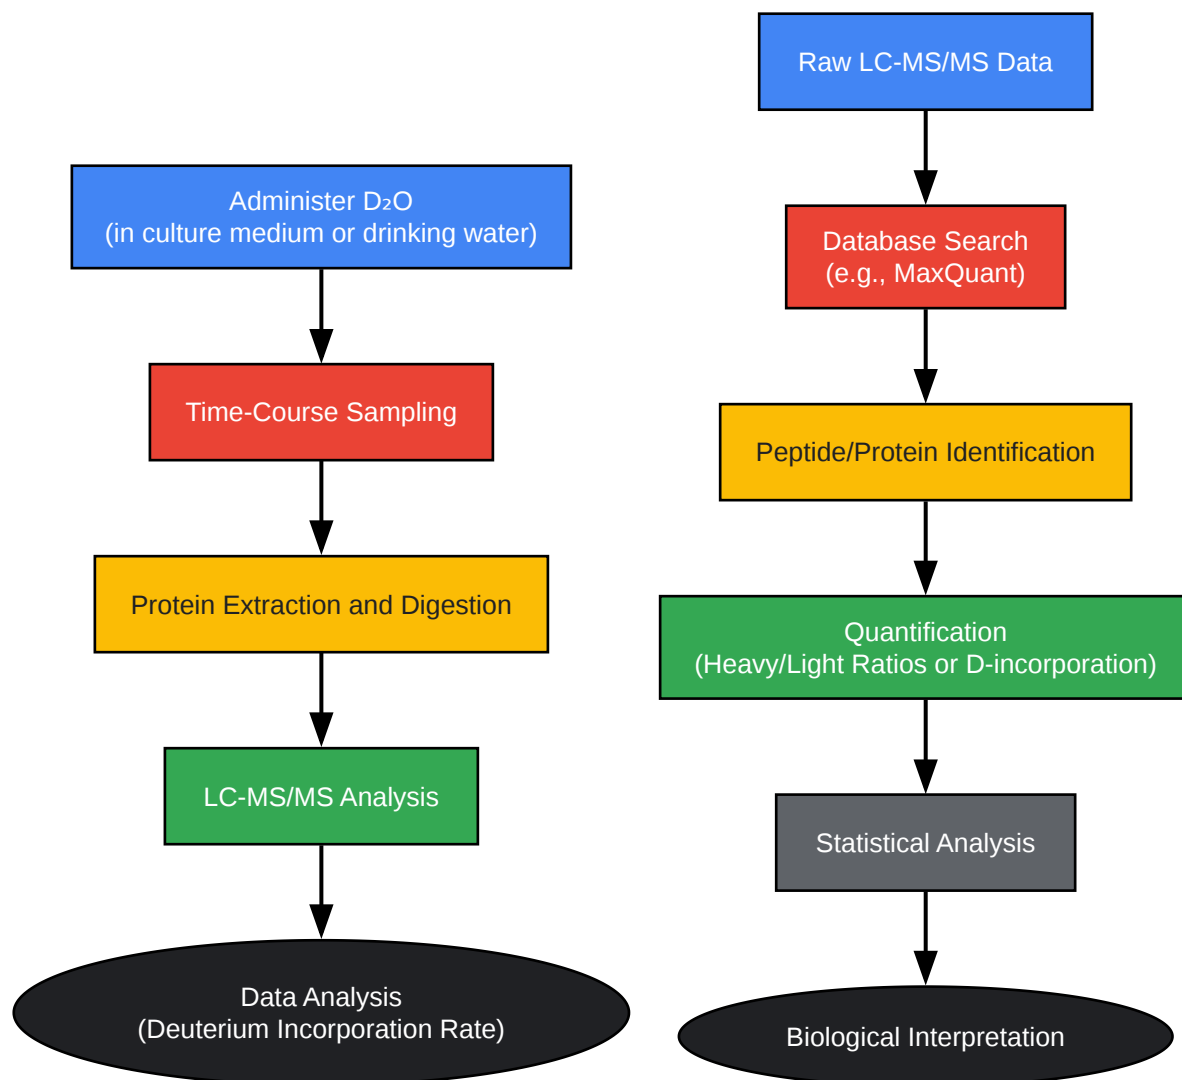 Administer D₂O
(in culture medium or drinking water)
Time-Course Sampling
Protein Extraction and Digestion
LC-MS/MS Analysis
Data Analysis
(Deuterium Incorporation Rate)
Raw LC-MS/MS Data
Database Search
(e.g., MaxQuant)
Peptide/Protein Identification
Quantification
(Heavy/Light Ratios or D-incorporation)
Statistical Analysis
Biological Interpretation